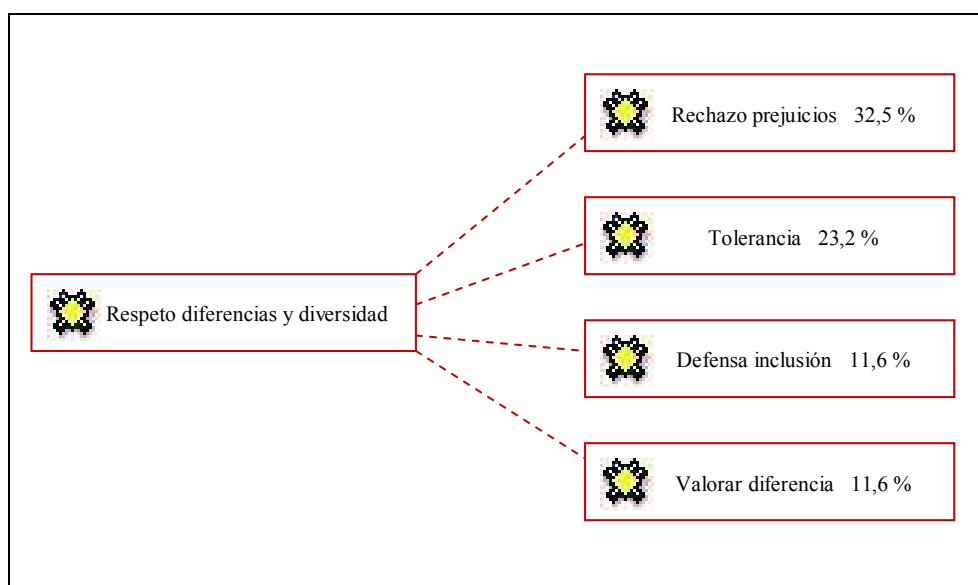 Rechazo prejuicios 32,5 %
Tolerancia 23,2 %
Respeto diferencias y diversidad
Defensa inclusión 11,6 %
Valorar diferencia 11,6 %